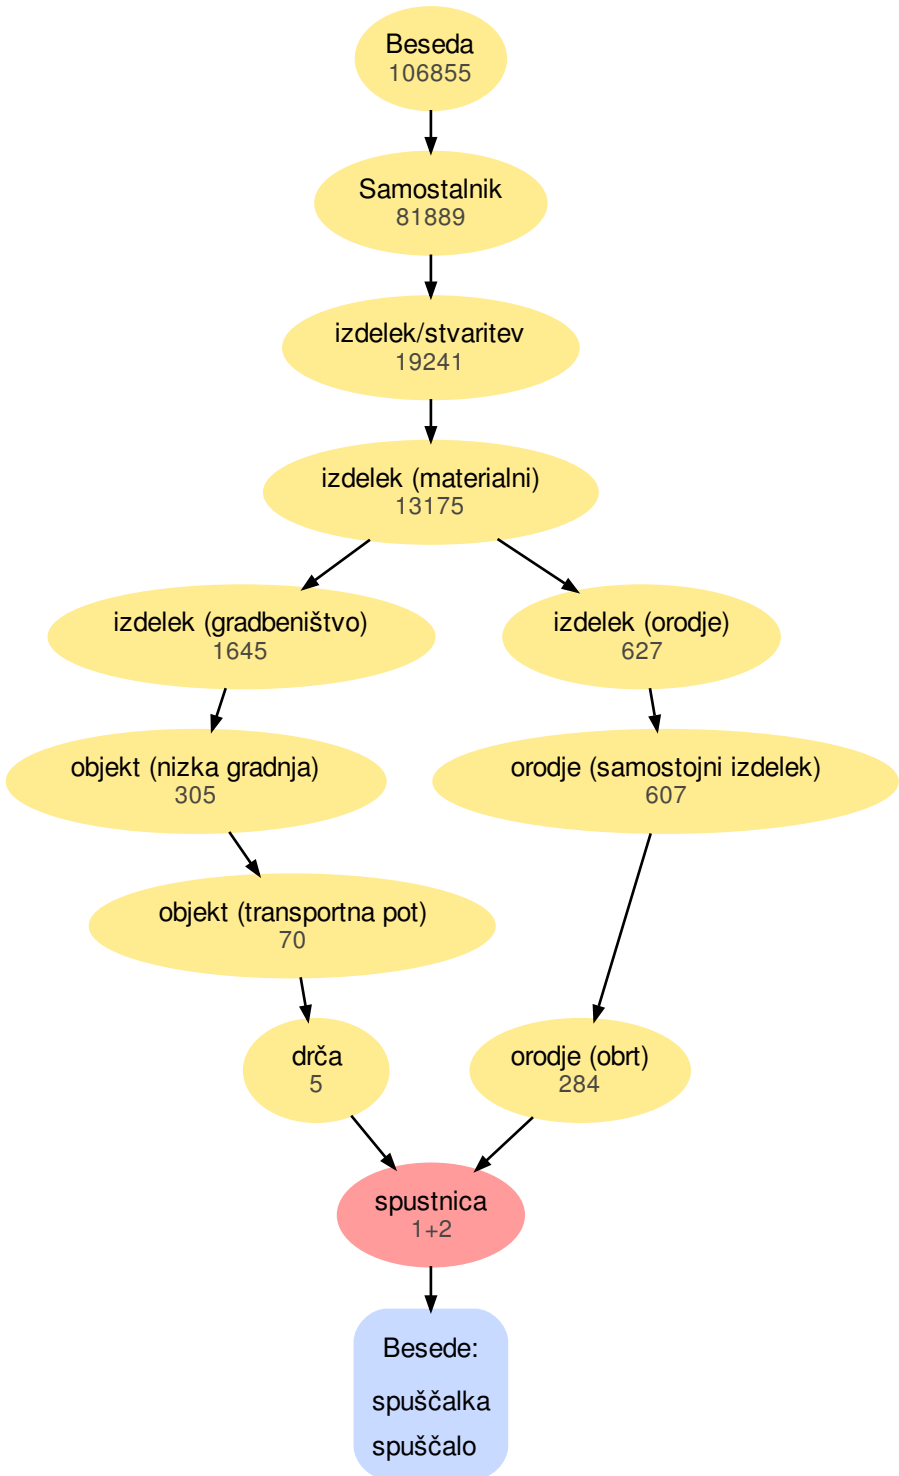 Beseda
106855
Samostalnik
81889
izdelek/stvaritev
19241
izdelek (materialni)
13175
izdelek (gradbeništvo)
1645
izdelek (orodje)
627
objekt (nizka gradnja)
305
orodje (samostojni izdelek)
607
objekt (transportna pot)
70
drča
5
orodje (obrt)
284
spustnica
1+2
Besede:
spuščalka
spuščalo